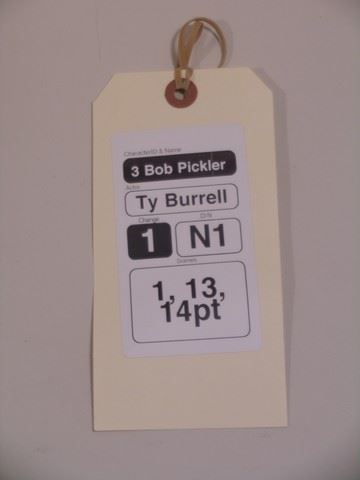 Character ID & Name
3 Bob Pickler
Actor
Ty Burrell
Change
D/N
1
N1
Scenes
1, 13,
14pt